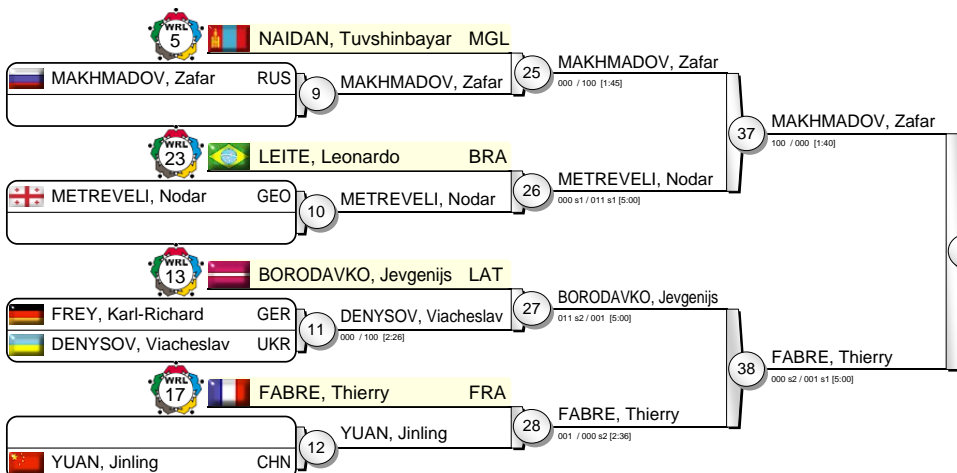 WRL 5 NAIDAN, Tuvshinbayar MGL
MAKHMADOV, Zafar RUS
9 MAKHMADOV, Zafar
25 MAKHMADOV, Zafar
000 / 100 [1:45]
WRL 23 LEITE, Leonardo BRA
METREVELI, Nodar GEO
10 METREVELI, Nodar
26 METREVELI, Nodar
000 s1 / 011 s1 [5:00]
37 MAKHMADOV, Zafar
100 / 000 [1:40]
WRL 13 BORODAVKO, Jevgenijs LAT
FREY, Karl-Richard GER
DENYSOV, Viacheslav UKR
11 DENYSOV, Viacheslav
000 / 100 [2:26]
27 BORODAVKO, Jevgenijs
011 s2 / 001 [5:00]
WRL 17 FABRE, Thierry FRA
YUAN, Jinling CHN
12 YUAN, Jinling
28 FABRE, Thierry
001 / 000 s2 [2:36]
38 FABRE, Thierry
000 s2 / 001 s1 [5:00]